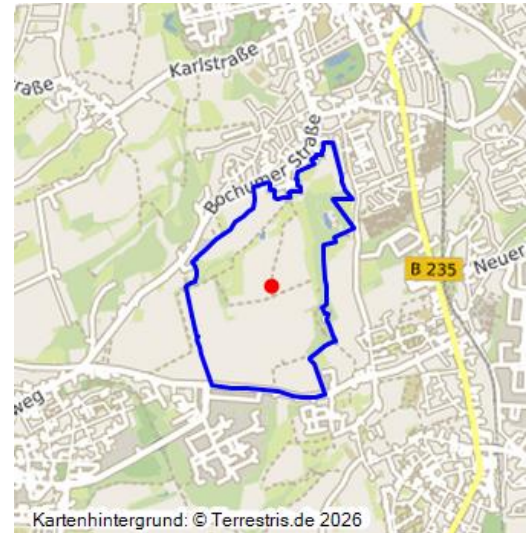 Karlstraße
raße
Bochumer Straße
B 235
Neuer
weg
Kartenhintergrund: © Terrestris.de 2026